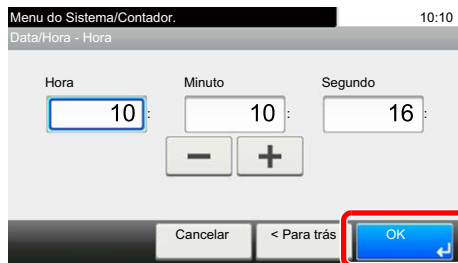 Menu do Sistema/Contador. 10:10
Data/Hora - Hora
Hora Minuto Segundo
10 : 10 : 16 :
Cancelar < Para trás OK